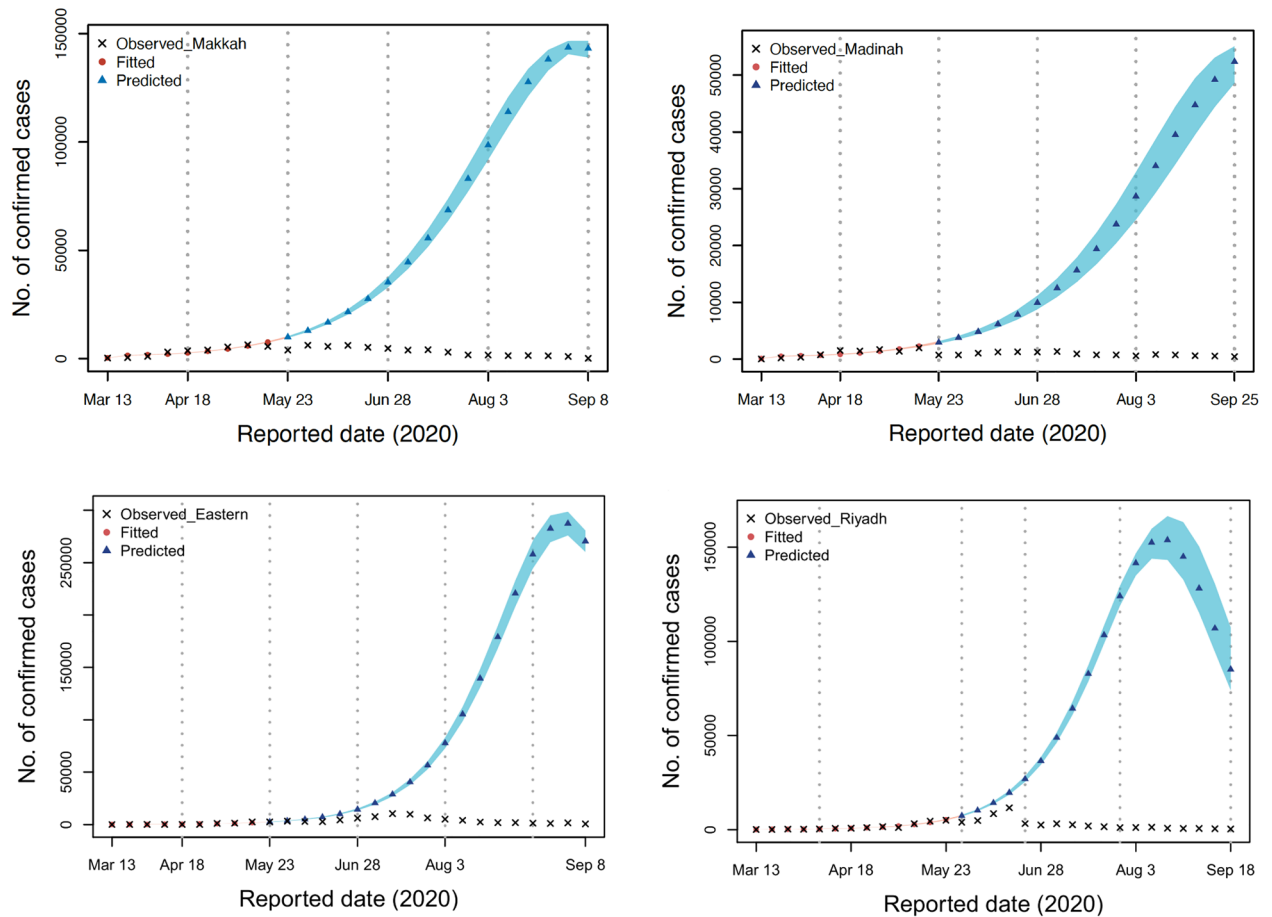 Observed_Makkah
Fitted
Predicted
No. of confirmed cases
150000
100000
50000
0
Mar 13 Apr 18 May 23 Jun 28 Aug 3 Sep 8
Reported date (2020)
Observed_Madinah
Fitted
Predicted
No. of confirmed cases
50000
40000
30000
20000
10000
0
Mar 13 Apr 18 May 23 Jun 28 Aug 3 Sep 25
Reported date (2020)
Observed_Eastern
Fitted
Predicted
No. of confirmed cases
250000
150000
50000
0
Mar 13 Apr 18 May 23 Jun 28 Aug 3 Sep 8
Reported date (2020)
Observed_Riyadh
Fitted
Predicted
No. of confirmed cases
150000
100000
50000
0
Mar 13 Apr 18 May 23 Jun 28 Aug 3 Sep 18
Reported date (2020)